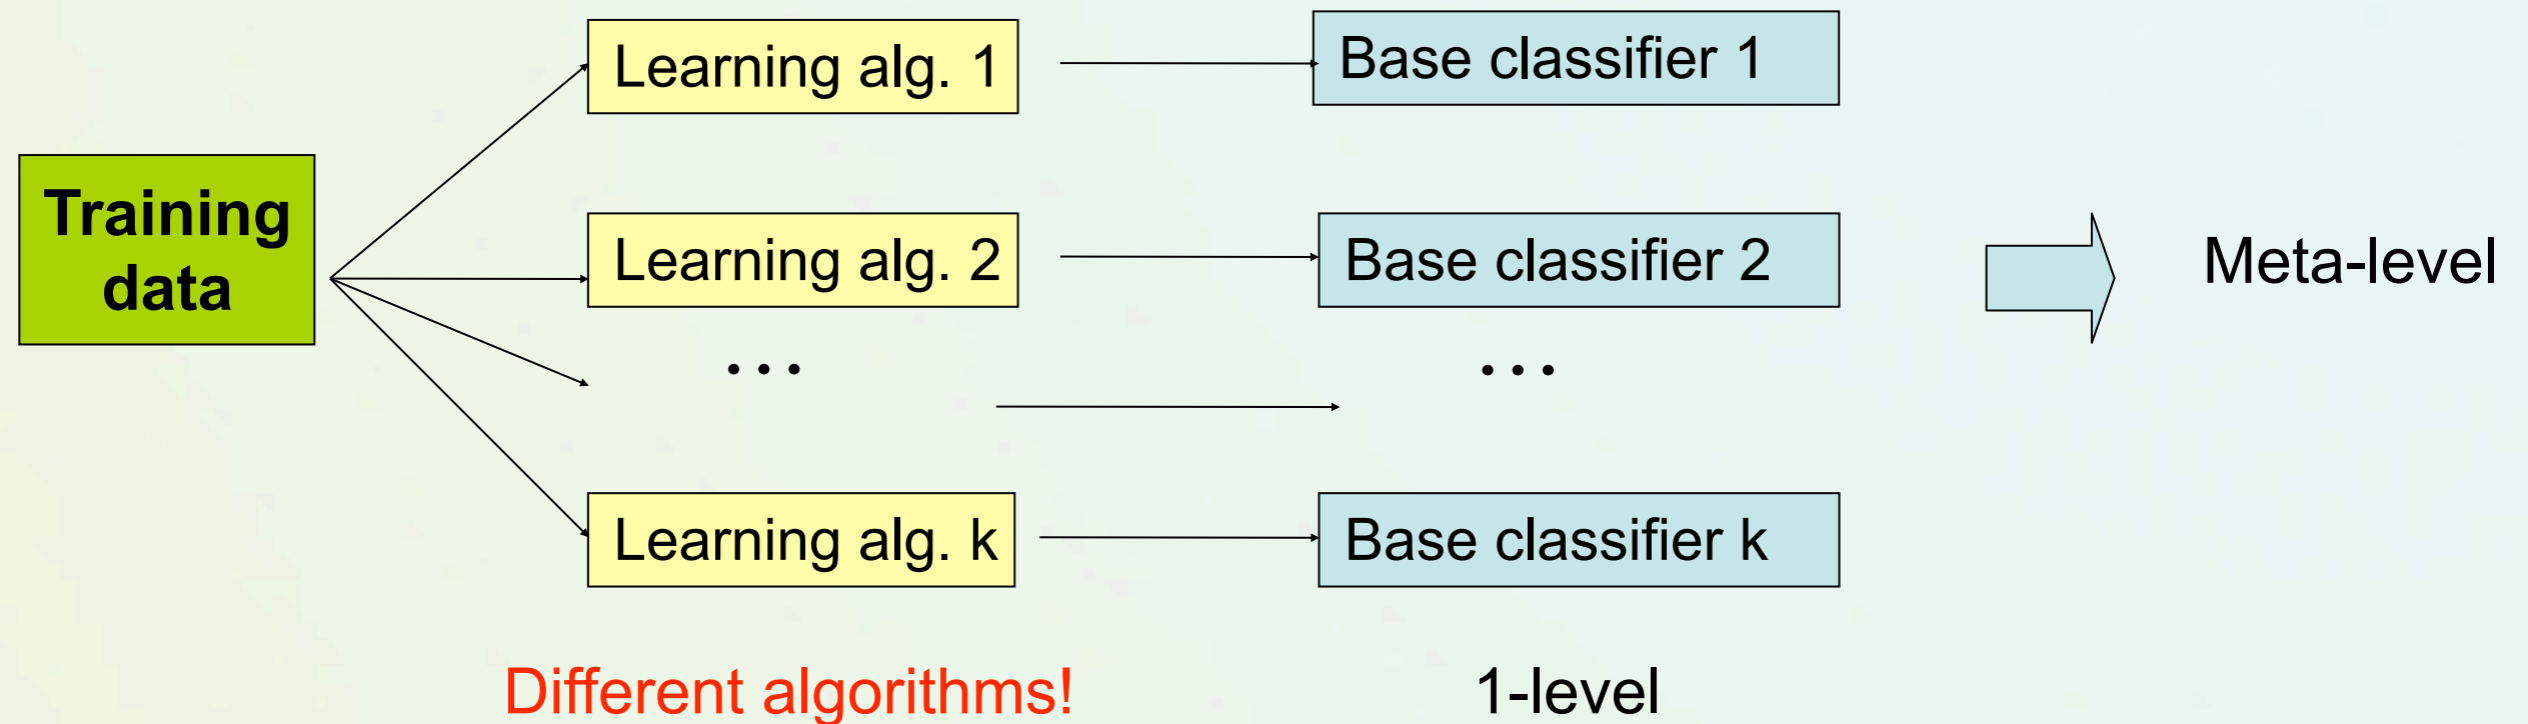 Learning alg. 1
Base classifier 1
Training
data
Learning alg. 2
Base classifier 2
Meta-level
...
...
Learning alg. k
Base classifier k
Different algorithms!
1-level